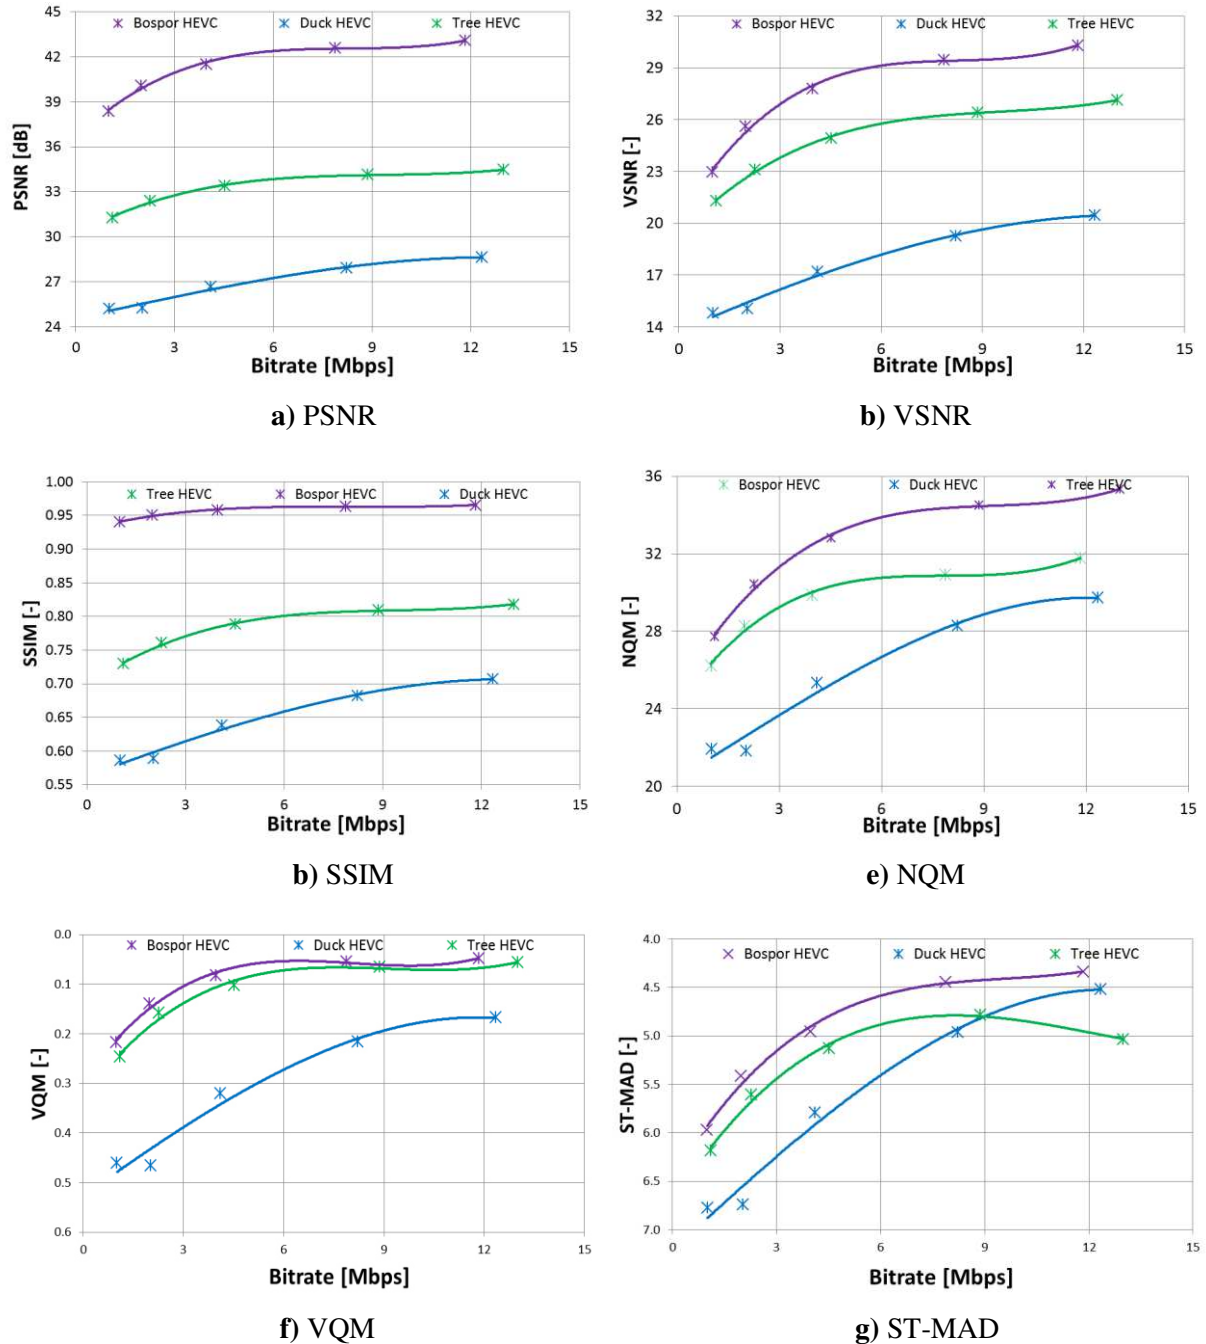 Bospor HEVC Duck HEVC Tree HEVC
45
42
39
36
33
30
27
24
PSNR [dB]
0 3 6 9 12 15
Bitrate [Mbps]
a) PSNR
Bospor HEVC Duck HEVC Tree HEVC
32
29
26
23
20
17
14
VSNR [-]
0 3 6 9 12 15
Bitrate [Mbps]
b) VSNR
Tree HEVC Bospor HEVC Duck HEVC
1.00
0.95
0.90
0.85
0.80
0.75
0.70
0.65
0.60
0.55
SSIM [-]
0 3 6 9 12 15
Bitrate [Mbps]
b) SSIM
Bospor HEVC Duck HEVC Tree HEVC
36
32
28
24
20
NQM [-]
0 3 6 9 12 15
Bitrate [Mbps]
e) NQM
Bospor HEVC Duck HEVC Tree HEVC
0.0
0.1
0.2
0.3
0.4
0.5
0.6
VQM [-]
0 3 6 9 12 15
Bitrate [Mbps]
f) VQM
Bospor HEVC Duck HEVC Tree HEVC
4.0
4.5
5.0
5.5
6.0
6.5
7.0
ST-MAD [-]
0 3 6 9 12 15
Bitrate [Mbps]
g) ST-MAD